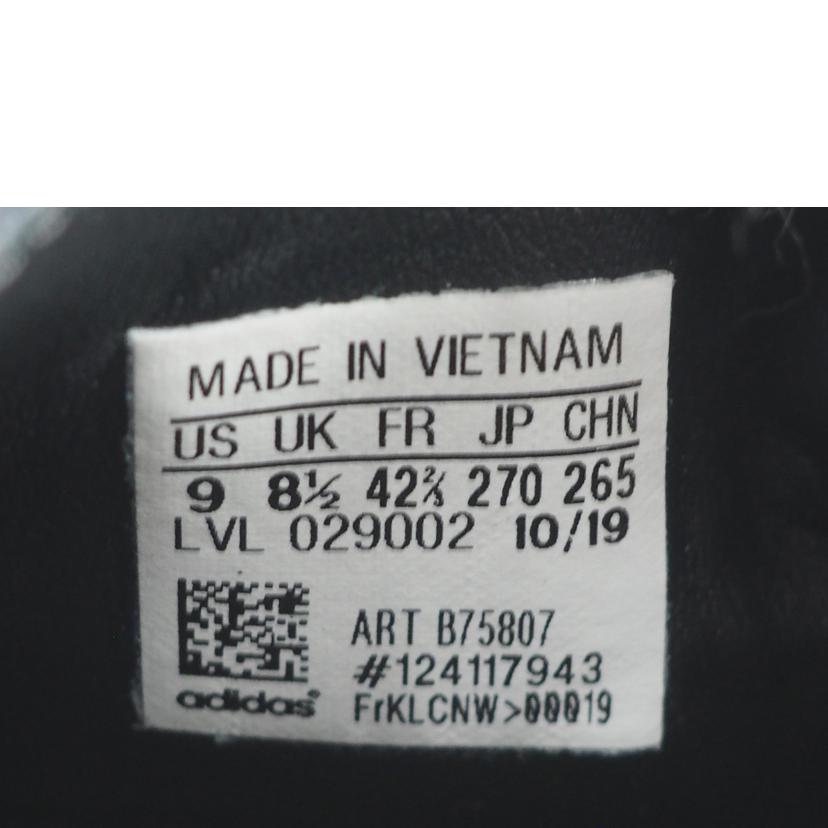 MADE IN VIETNAM
US UK FR JP CHN
9 8½ 42⅔ 270 265
LVL 029002 10/19
ART B75807
#124117943
adidas® FrKLCNW>00019